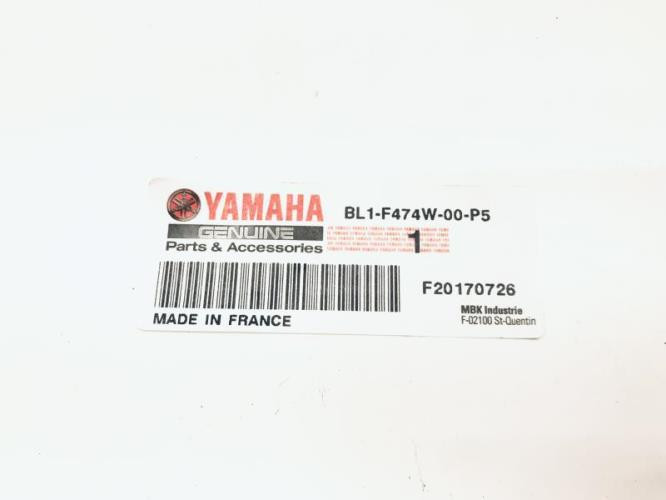 YAMAHA
BL1-F474W-00-P5
GENUINE
Parts & Accessories
1
F20170726
MADE IN FRANCE
MBK Industrie
F-02100 St-Quentin